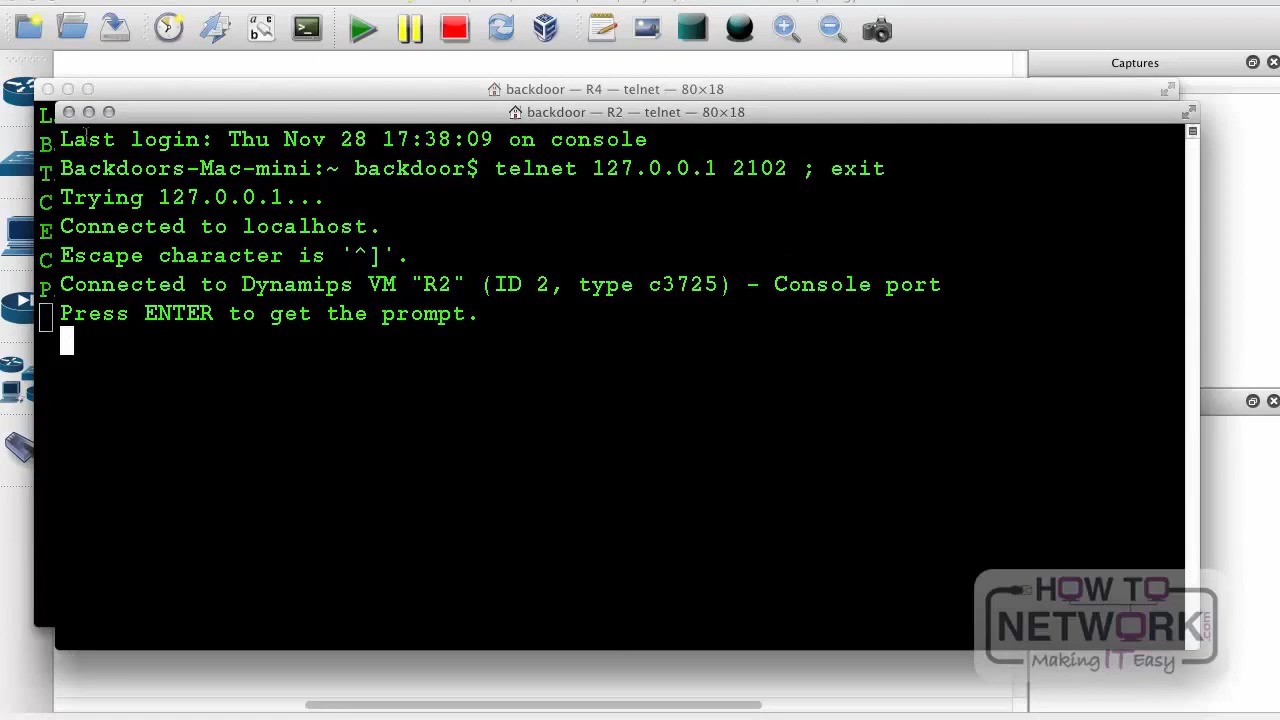 Captures
backdoor — R4 — telnet — 80×18
backdoor — R2 — telnet — 80×18
L
B
T
C
E
C
P
Last login: Thu Nov 28 17:38:09 on console
Backdoors-Mac-mini:~ backdoor$ telnet 127.0.0.1 2102 ; exit
Trying 127.0.0.1...
Connected to localhost.
Escape character is '^]'.
Connected to Dynamips VM "R2" (ID 2, type c3725) - Console port
Press ENTER to get the prompt.
HOW TO
NETWORK.com
Making IT Easy